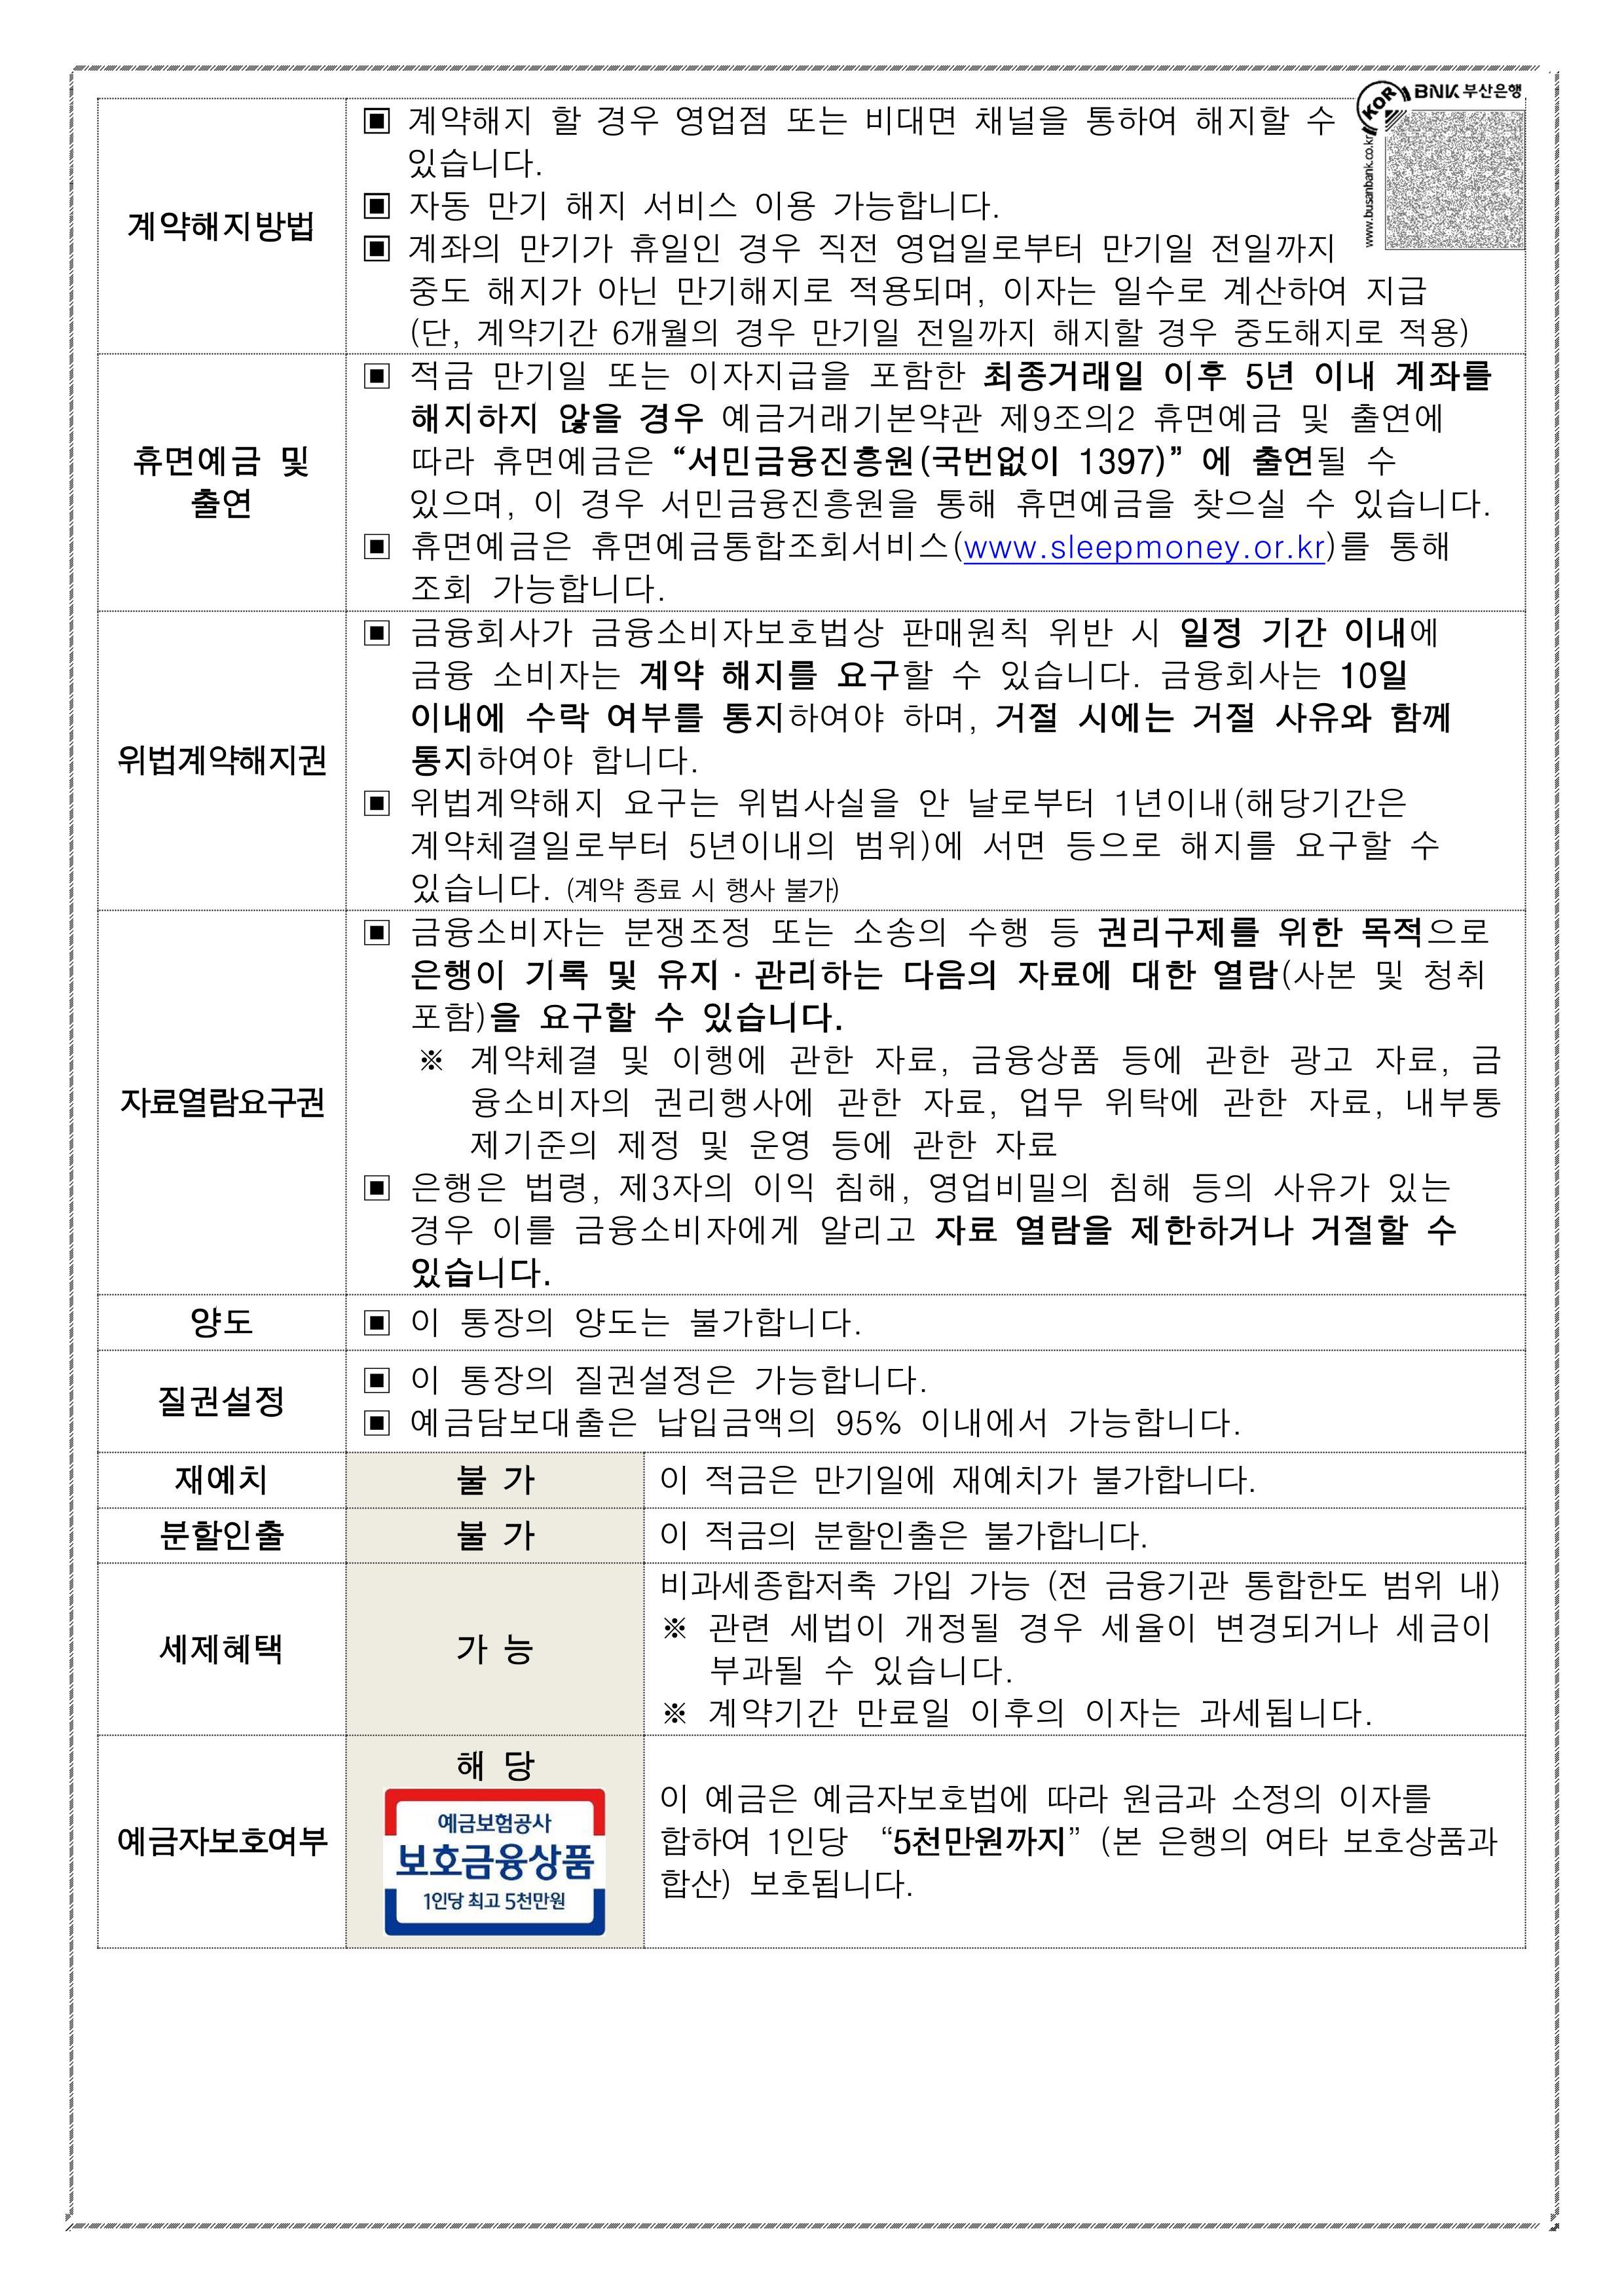 BNK 부산은행
KOR
www.busanbank.co.kr
계약해지방법
▣ 계약해지 할 경우 영업점 또는 비대면 채널을 통하여 해지할 수
있습니다.
▣ 자동 만기 해지 서비스 이용 가능합니다.
▣ 계좌의 만기가 휴일인 경우 직전 영업일로부터 만기일 전일까지
중도 해지가 아닌 만기해지로 적용되며, 이자는 일수로 계산하여 지급
(단, 계약기간 6개월의 경우 만기일 전일까지 해지할 경우 중도해지로 적용)
휴면예금 및
출연
▣ 적금 만기일 또는 이자지급을 포함한 최종거래일 이후 5년 이내 계좌를
해지하지 않을 경우 예금거래기본약관 제9조의2 휴면예금 및 출연에
따라 휴면예금은 “서민금융진흥원(국번없이 1397)”에 출연될 수
있으며, 이 경우 서민금융진흥원을 통해 휴면예금을 찾으실 수 있습니다.
▣ 휴면예금은 휴면예금통합조회서비스(www.sleepmoney.or.kr)를 통해
조회 가능합니다.
위법계약해지권
▣ 금융회사가 금융소비자보호법상 판매원칙 위반 시 일정 기간 이내에
금융 소비자는 계약 해지를 요구할 수 있습니다. 금융회사는 10일
이내에 수락 여부를 통지하여야 하며, 거절 시에는 거절 사유와 함께
통지하여야 합니다.
▣ 위법계약해지 요구는 위법사실을 안 날로부터 1년이내(해당기간은
계약체결일로부터 5년이내의 범위)에 서면 등으로 해지를 요구할 수
있습니다. (계약 종료 시 행사 불가)
자료열람요구권
▣ 금융소비자는 분쟁조정 또는 소송의 수행 등 권리구제를 위한 목적으로
은행이 기록 및 유지·관리하는 다음의 자료에 대한 열람(사본 및 청취
포함)을 요구할 수 있습니다.
※ 계약체결 및 이행에 관한 자료, 금융상품 등에 관한 광고 자료, 금
융소비자의 권리행사에 관한 자료, 업무 위탁에 관한 자료, 내부통
제기준의 제정 및 운영 등에 관한 자료
▣ 은행은 법령, 제3자의 이익 침해, 영업비밀의 침해 등의 사유가 있는
경우 이를 금융소비자에게 알리고 자료 열람을 제한하거나 거절할 수
있습니다.
양도
▣ 이 통장의 양도는 불가합니다.
질권설정
▣ 이 통장의 질권설정은 가능합니다.
▣ 예금담보대출은 납입금액의 95% 이내에서 가능합니다.
재예치
불 가
이 적금은 만기일에 재예치가 불가합니다.
분할인출
불 가
이 적금의 분할인출은 불가합니다.
세제혜택
가 능
비과세종합저축 가입 가능 (전 금융기관 통합한도 범위 내)
※ 관련 세법이 개정될 경우 세율이 변경되거나 세금이
부과될 수 있습니다.
※ 계약기간 만료일 이후의 이자는 과세됩니다.
예금자보호여부
해 당
예금보험공사
보호금융상품
1인당 최고 5천만원
이 예금은 예금자보호법에 따라 원금과 소정의 이자를
합하여 1인당 “5천만원까지” (본 은행의 여타 보호상품과
합산) 보호됩니다.